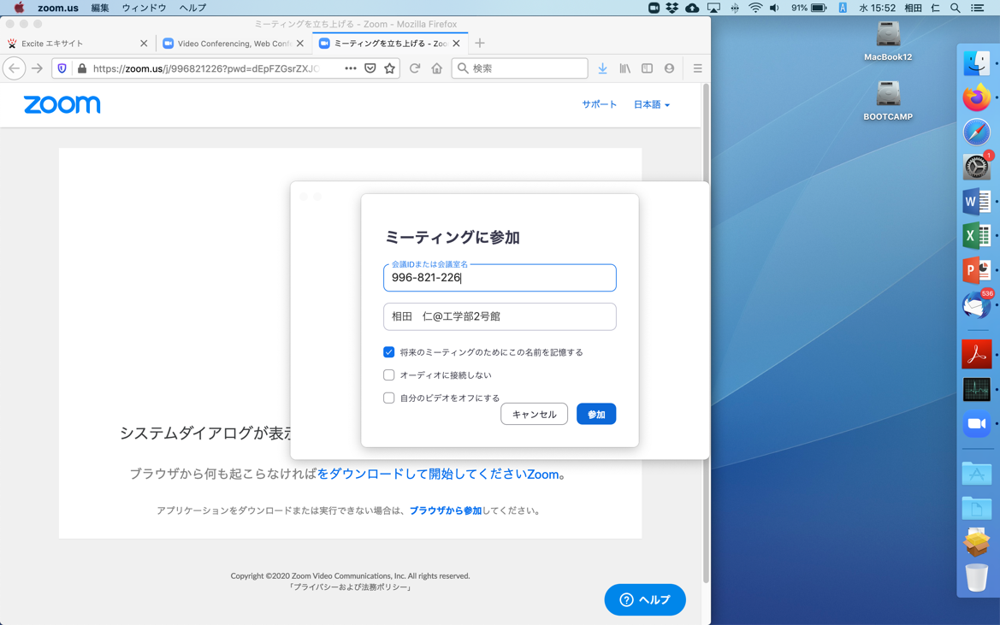 zoom.us 編集 ウィンドウ ヘルプ 91% A 水 15:52 相田 仁
ミーティングを立ち上げる - Zoom - Mozilla Firefox
Excite エキサイト Video Conferencing, Web Confe ミーティングを立ち上げる - Zoo
https://zoom.us/j/996821226?pwd=dEpFZGsrZXJ 検索
zoom サポート 日本語
ミーティングに参加
会議IDまたは会議室名
996-821-226
相田 仁@工学部2号館
将来のミーティングのためにこの名前を記憶する
オーディオに接続しない
自分のビデオをオフにする
キャンセル 参加
システムダイアログが表示
ブラウザから何も起こらなければをダウンロードして開始してくださいZoom。
アプリケーションをダウンロードまたは実行できない場合は、ブラウザから参加してください。
Copyright ©2020 Zoom Video Communications, Inc. All rights reserved.
「プライバシーおよび法務ポリシー」
? ヘルプ
MacBook12
BOOTCAMP
1
W
X
P
536